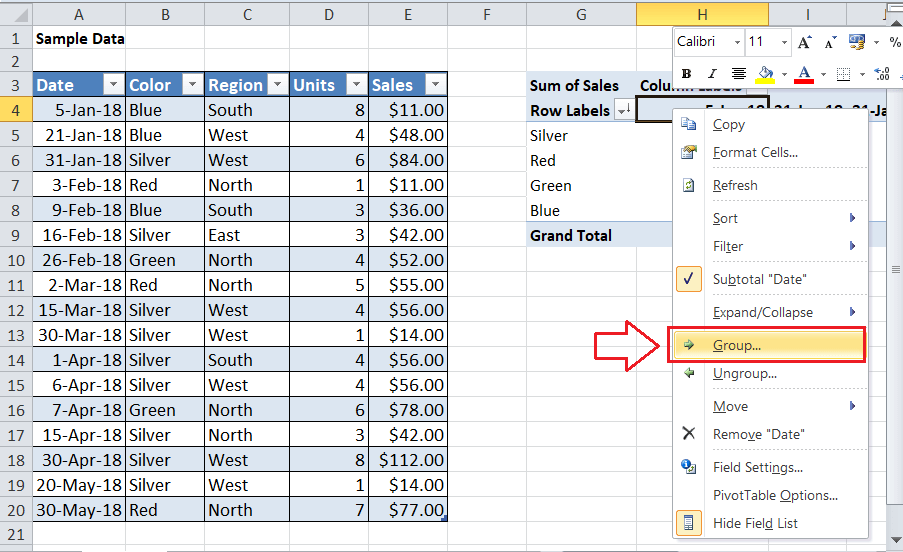 A B C D E F G H I
Calibri 11 A A %
B I A
1 Sample Data
2
3 Date Color Region Units Sales Sum of Sales Column Labels
4 5-Jan-18 Blue South 8 $11.00 Row Labels
5 21-Jan-18 Blue West 4 $48.00 Silver
6 31-Jan-18 Silver West 6 $84.00 Red
7 3-Feb-18 Red North 1 $11.00 Green
8 9-Feb-18 Blue South 3 $36.00 Blue
9 16-Feb-18 Silver East 3 $42.00 Grand Total
10 26-Feb-18 Green North 4 $52.00
11 2-Mar-18 Red North 5 $55.00
12 15-Mar-18 Silver West 4 $56.00
13 30-Mar-18 Silver West 1 $14.00
14 1-Apr-18 Silver South 4 $56.00
15 6-Apr-18 Silver West 4 $56.00
16 7-Apr-18 Green North 6 $78.00
17 15-Apr-18 Silver North 3 $42.00
18 30-Apr-18 Silver West 8 $112.00
19 20-May-18 Silver West 1 $14.00
20 30-May-18 Red North 7 $77.00
21
Copy
Format Cells...
Refresh
Sort
Filter
Subtotal "Date"
Expand/Collapse
Group...
Ungroup...
Move
Remove "Date"
Field Settings...
PivotTable Options...
Hide Field List